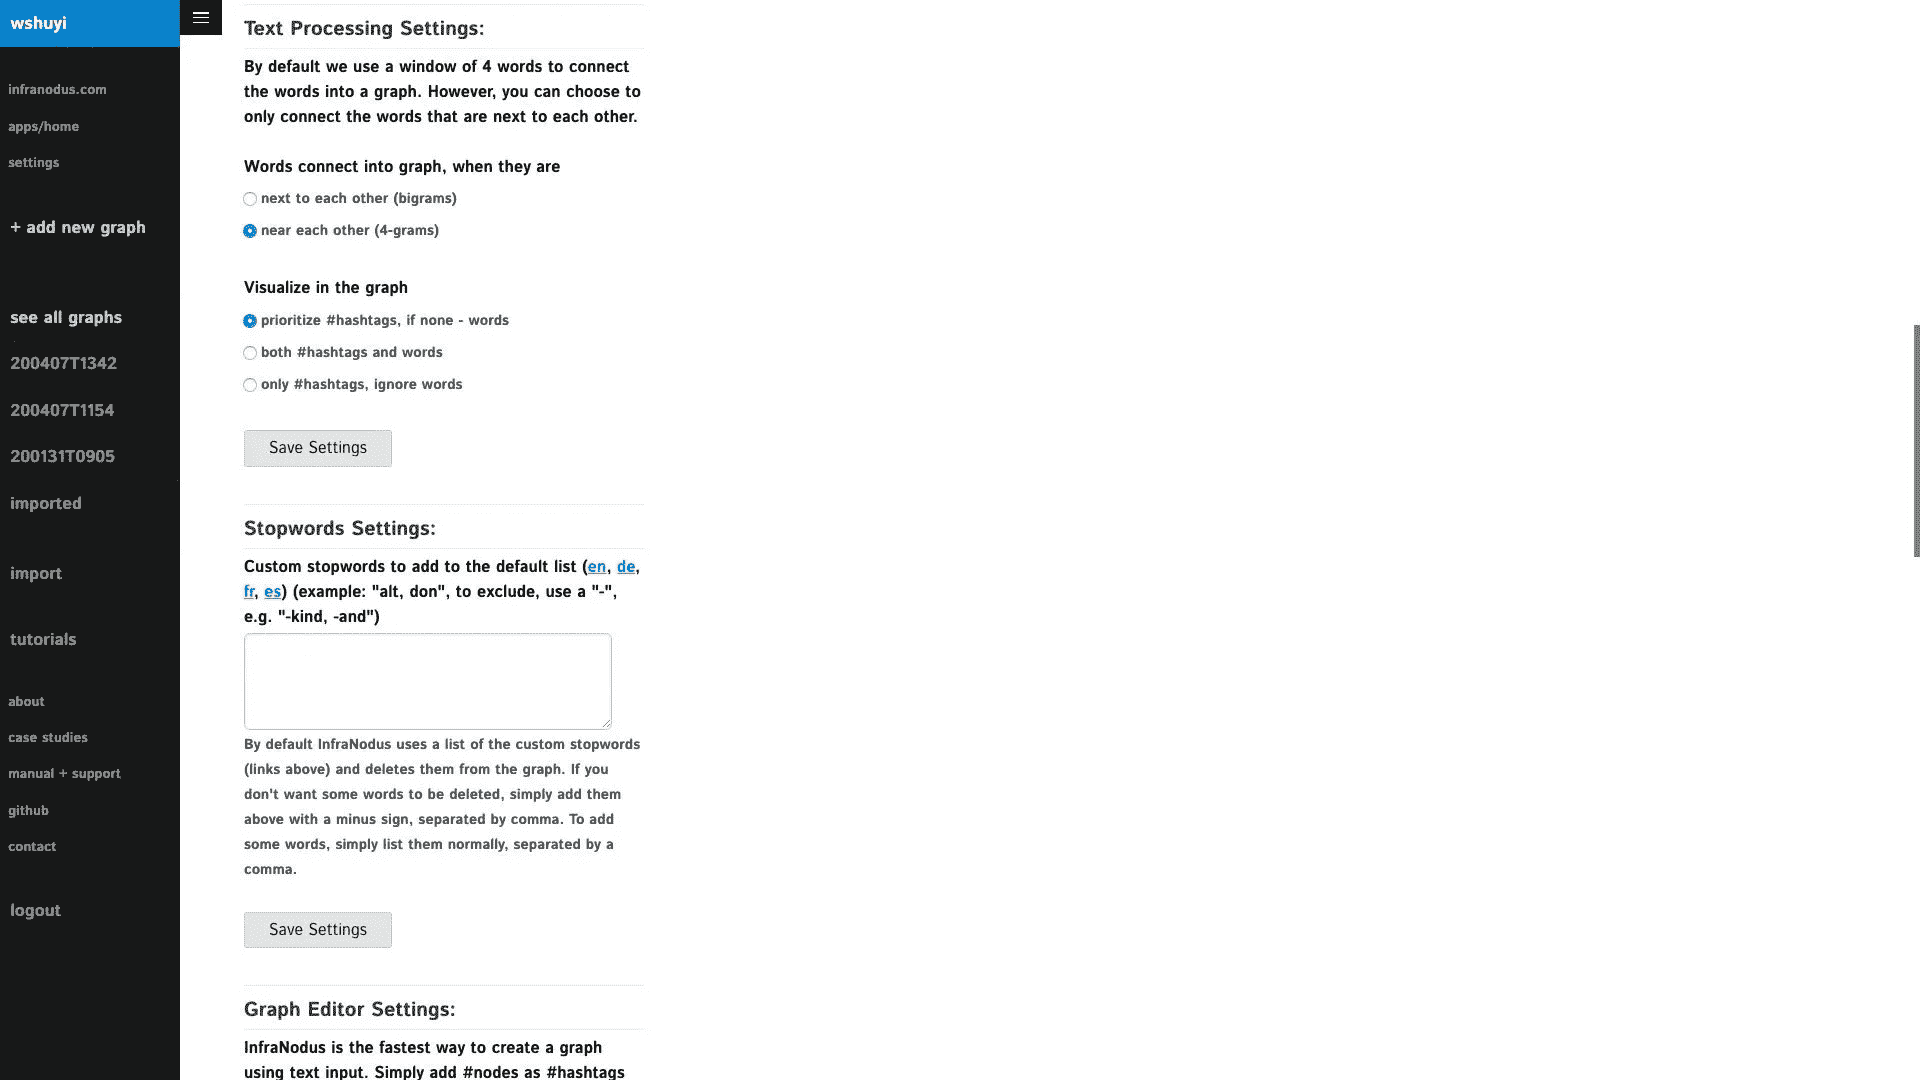 wshuyi
infranodus.com
apps/home
settings
+ add new graph
see all graphs
200407T1342
200407T1154
200131T0905
imported
import
tutorials
about
case studies
manual + support
github
contact
logout
Text Processing Settings:
By default we use a window of 4 words to connect
the words into a graph. However, you can choose to
only connect the words that are next to each other.
Words connect into graph, when they are
next to each other (bigrams)
near each other (4-grams)
Visualize in the graph
prioritize #hashtags, if none - words
both #hashtags and words
only #hashtags, ignore words
Save Settings
Stopwords Settings:
Custom stopwords to add to the default list (en, de,
fr, es) (example: "alt, don", to exclude, use a "-",
e.g. "-kind, -and")
By default InfraNodus uses a list of the custom stopwords
(links above) and deletes them from the graph. If you
don't want some words to be deleted, simply add them
above with a minus sign, separated by comma. To add
some words, simply list them normally, separated by a
comma.
Save Settings
Graph Editor Settings:
InfraNodus is the fastest way to create a graph
using text input. Simply add #nodes as #hashtags